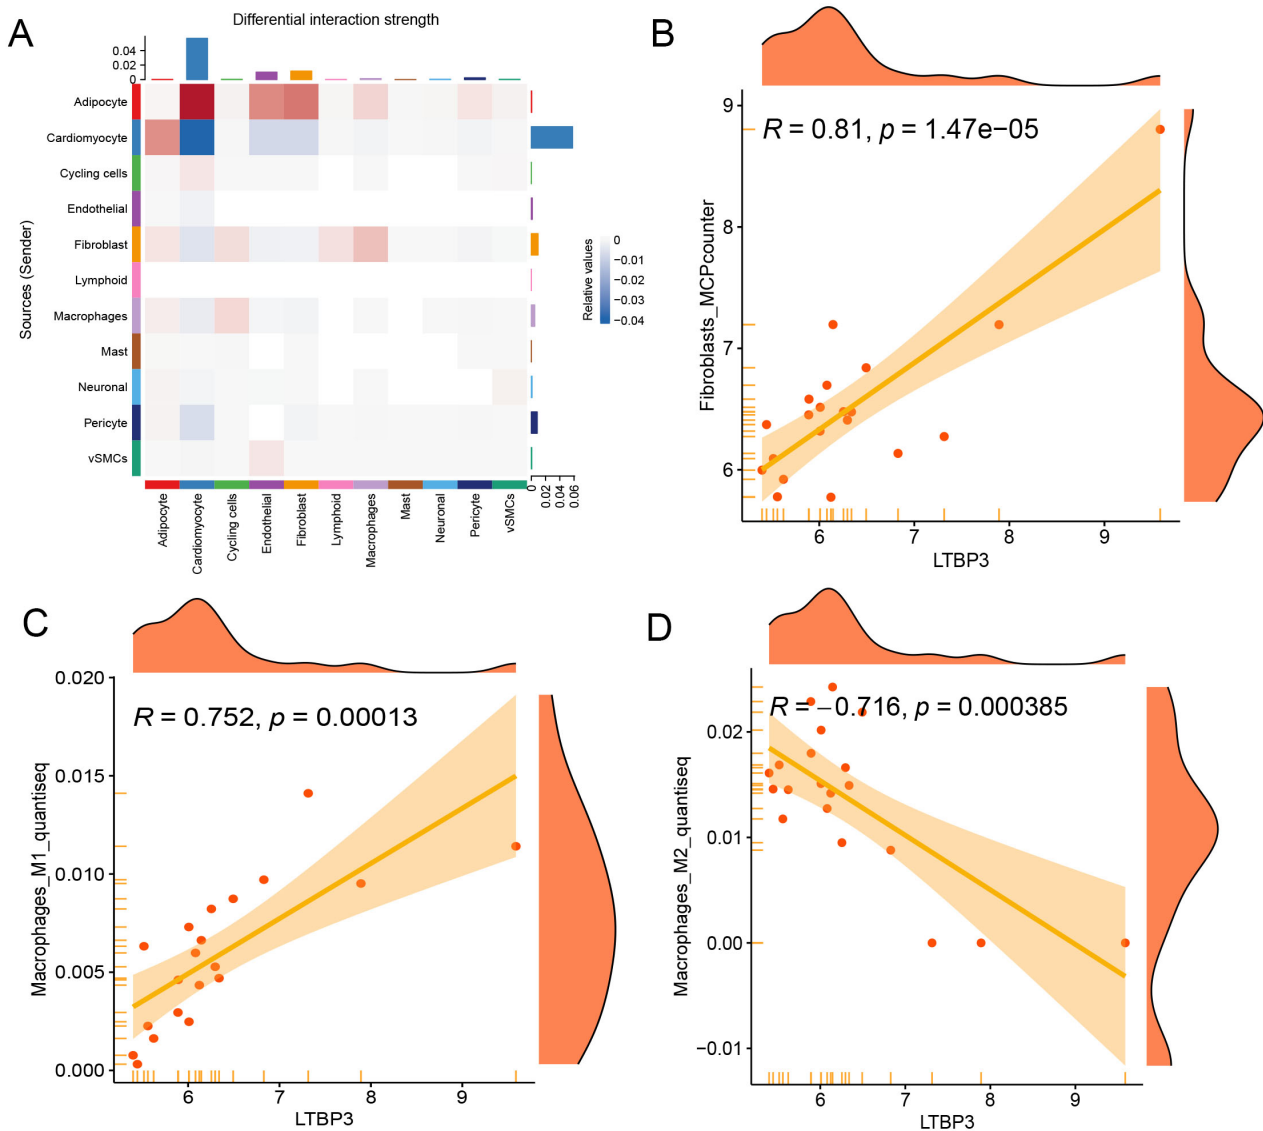 A
Differential interaction strength
0.04
0.02
0
Adipocyte
Cardiomyocyte
Cycling cells
Endothelial
Fibroblast
Lymphoid
Macrophages
Mast
Neuronal
Pericyte
vSMCs
Sources (Sender)
Adipocyte
Cardiomyocyte
Cycling cells
Endothelial
Fibroblast
Lymphoid
Macrophages
Mast
Neuronal
Pericyte
vSMCs
0
0.02
0.04
0.06
Relative values
0
−0.01
−0.02
−0.03
−0.04
B
R = 0.81, p = 1.47e−05
9
8
7
6
Fibroblasts_MCPcounter
6
7
8
9
LTBP3
C
R = 0.752, p = 0.00013
0.020
0.015
0.010
0.005
0.000
Macrophages_M1_quantiseq
6
7
8
9
LTBP3
D
R = −0.716, p = 0.000385
0.02
0.01
0.00
−0.01
Macrophages_M2_quantiseq
6
7
8
9
LTBP3